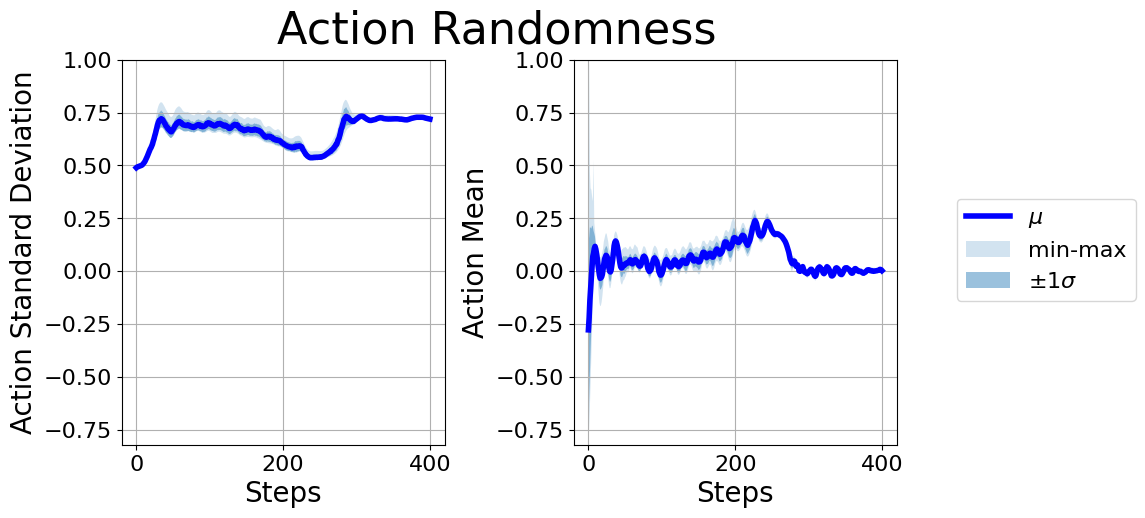 Action Randomness
Action Standard Deviation
1.00
0.75
0.50
0.25
0.00
−0.25
−0.50
−0.75
0 200 400
Steps
Action Mean
1.00
0.75
0.50
0.25
0.00
−0.25
−0.50
−0.75
0 200 400
Steps
μ
min-max
±1σ